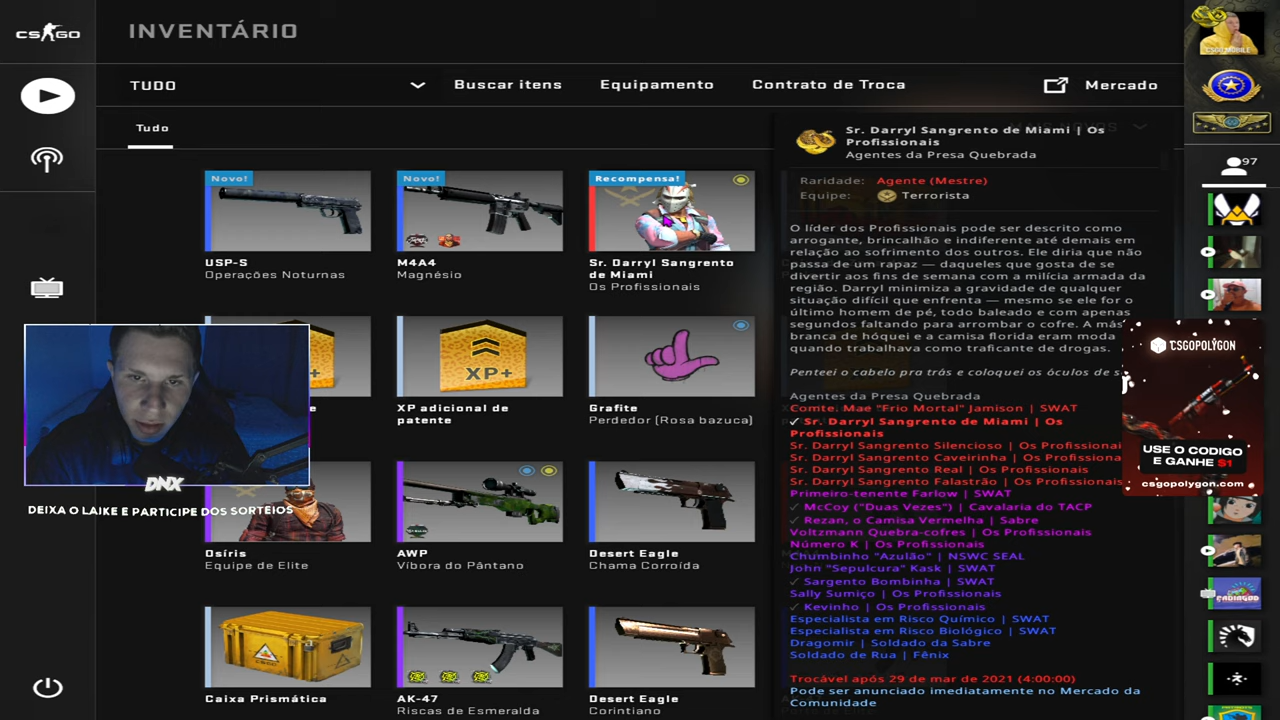 CS GO
INVENTÁRIO
TUDO
Buscar itens
Equipamento
Contrato de Troca
Mercado
Tudo
97
Novo!
USP-S
Operações Noturnas
Novo!
M4A4
Magnésio
Recompensa!
Sr. Darryl Sangrento
de Miami
Os Profissionais
XP+
XP adicional de
patente
Grafite
Perdedor (Rosa bazuca)
Osíris
Equipe de Elite
AWP
Víbora do Pântano
Desert Eagle
Chama Corroída
Caixa Prismática
AK-47
Riscas de Esmeralda
Desert Eagle
Corintiano
Sr. Darryl Sangrento de Miami | Os
Profissionais
Agentes da Presa Quebrada
Raridade: Agente (Mestre)
Equipe: Terrorista
O líder dos Profissionais pode ser descrito como
arrogante, brincalhão e indiferente até demais em
relação ao sofrimento dos outros. Ele diria que não
passa de um rapaz — daqueles que gosta de se
divertir aos fins de semana com a milícia armada da
região. Darryl minimiza a gravidade de qualquer
situação difícil que enfrenta — mesmo se ele for o
último homem de pé, todo baleado e com apenas
segundos faltando para arrombar o cofre. A más
branca de hóquei e a camisa florida eram moda
quando trabalhava como traficante de drogas.
Penteei o cabelo pra trás e coloquei os óculos de s
Agentes da Presa Quebrada
Comte. Mae "Frio Mortal" Jamison | SWAT
✓ Sr. Darryl Sangrento de Miami | Os
Profissionais
Sr. Darryl Sangrento Silencioso | Os Profissionai
Sr. Darryl Sangrento Caveirinha | Os Profissionai
Sr. Darryl Sangrento Real | Os Profissionais
Sr. Darryl Sangrento Falastrão | Os Profissionais
Primeiro-tenente Farlow | SWAT
✓ McCoy ("Duas Vezes") | Cavalaria do TACP
✓ Rezan, o Camisa Vermelha | Sabre
Voltzmann Quebra-cofres | Os Profissionais
Número K | Os Profissionais
Chumbinho "Azulão" | NSWC SEAL
John "Sepulcura" Kask | SWAT
✓ Sargento Bombinha | SWAT
Sally Sumiço | Os Profissionais
✓ Kevinho | Os Profissionais
Especialista em Risco Químico | SWAT
Especialista em Risco Biológico | SWAT
Dragomir | Soldado da Sabre
Soldado de Rua | Fênix
Trocável após 29 de mar de 2021 (4:00:00)
Pode ser anunciado imediatamente no Mercado da
Comunidade
DNX
DEIXA O LAIKE E PARTICIPE DOS SORTEIOS
CSGOPOLYGON
USE O CODIGO
E GANHE $1
csgopolygon.com